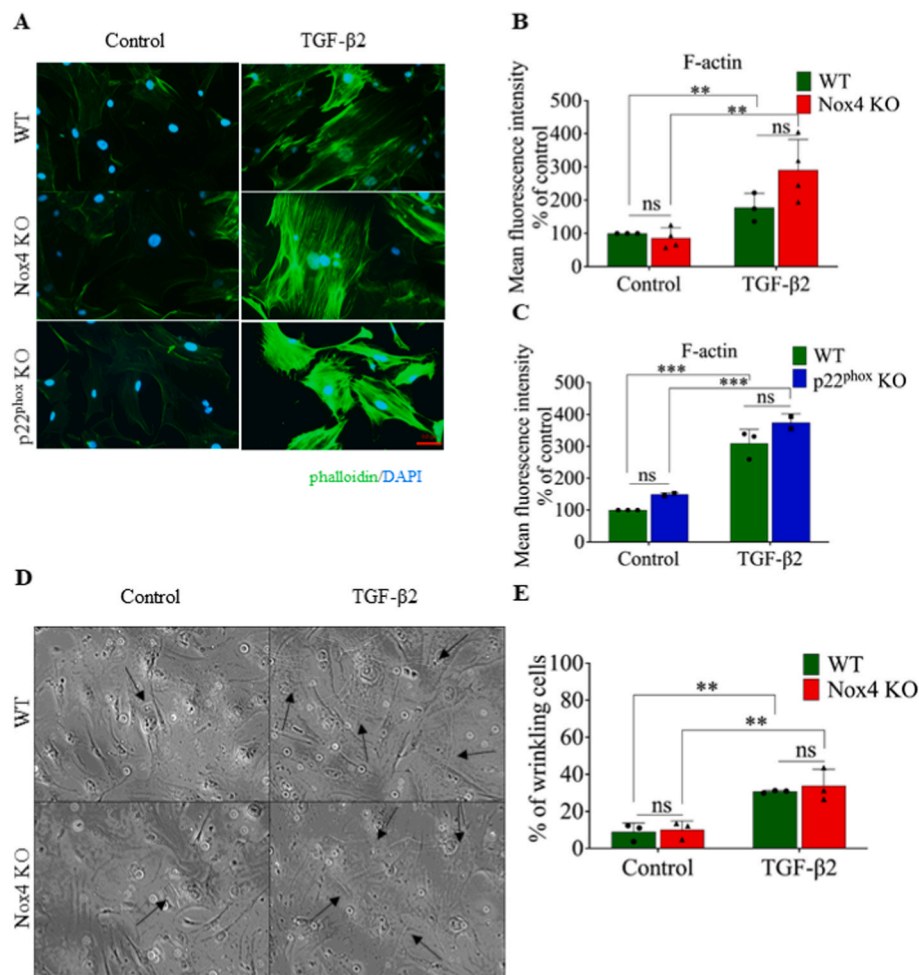 A
Control
TGF-β2
WT
Nox4 KO
p22phox KO
phalloidin/DAPI
B
F-actin
WT
Nox4 KO
Mean fluorescence intensity
% of control
500
400
300
200
100
0
**
**
ns
ns
Control
TGF-β2
C
F-actin
WT
p22phox KO
Mean fluorescence intensity
% of control
500
400
300
200
100
0
***
***
ns
ns
Control
TGF-β2
D
Control
TGF-β2
WT
Nox4 KO
E
WT
Nox4 KO
% of wrinkling cells
100
80
60
40
20
0
**
**
ns
ns
Control
TGF-β2